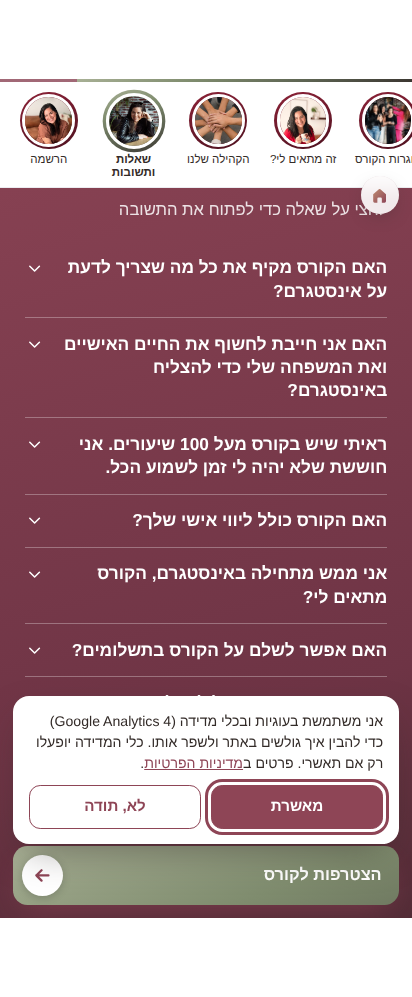 וגרות הקורס
זה מתאים לי?
הקהילה שלנו
שאלות
ותשובות
הרשמה
על שאלה כדי לפתוח את התשובה
האם הקורס מקיף את כל מה שצריך לדעת
על אינסטגרם?
האם אני חייבת לחשוף את החיים האישיים
ואת המשפחה שלי כדי להצליח
באינסטגרם?
ראיתי שיש בקורס מעל 100 שיעורים. אני
חוששת שלא יהיה לי זמן לשמוע הכל.
האם הקורס כולל ליווי אישי שלך?
אני ממש מתחילה באינסטגרם, הקורס
מתאים לי?
האם אפשר לשלם על הקורס בתשלומים?
אני משתמשת בעוגיות ובכלי מדידה (Google Analytics 4)
כדי להבין איך גולשים באתר ולשפר אותו. כלי המדידה יופעלו
רק אם תאשרי. פרטים במדיניות הפרטיות.
מאשרת
לא, תודה
הצטרפות לקורס